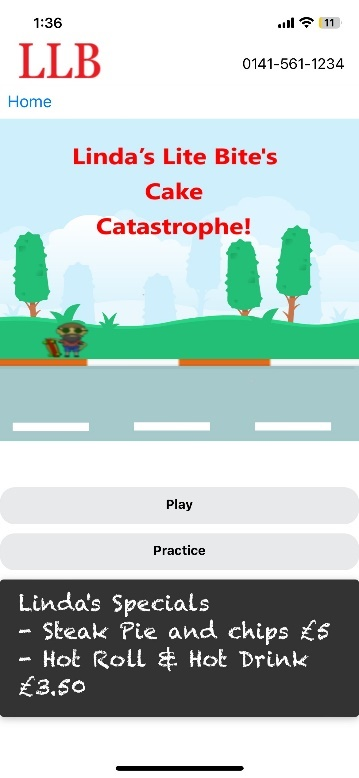 1:36
11
LLB
0141-561-1234
Home
Linda's Lite Bite's
Cake
Catastrophe!
Play
Practice
Linda's Specials
- Steak Pie and chips £5
- Hot Roll & Hot Drink
£3.50